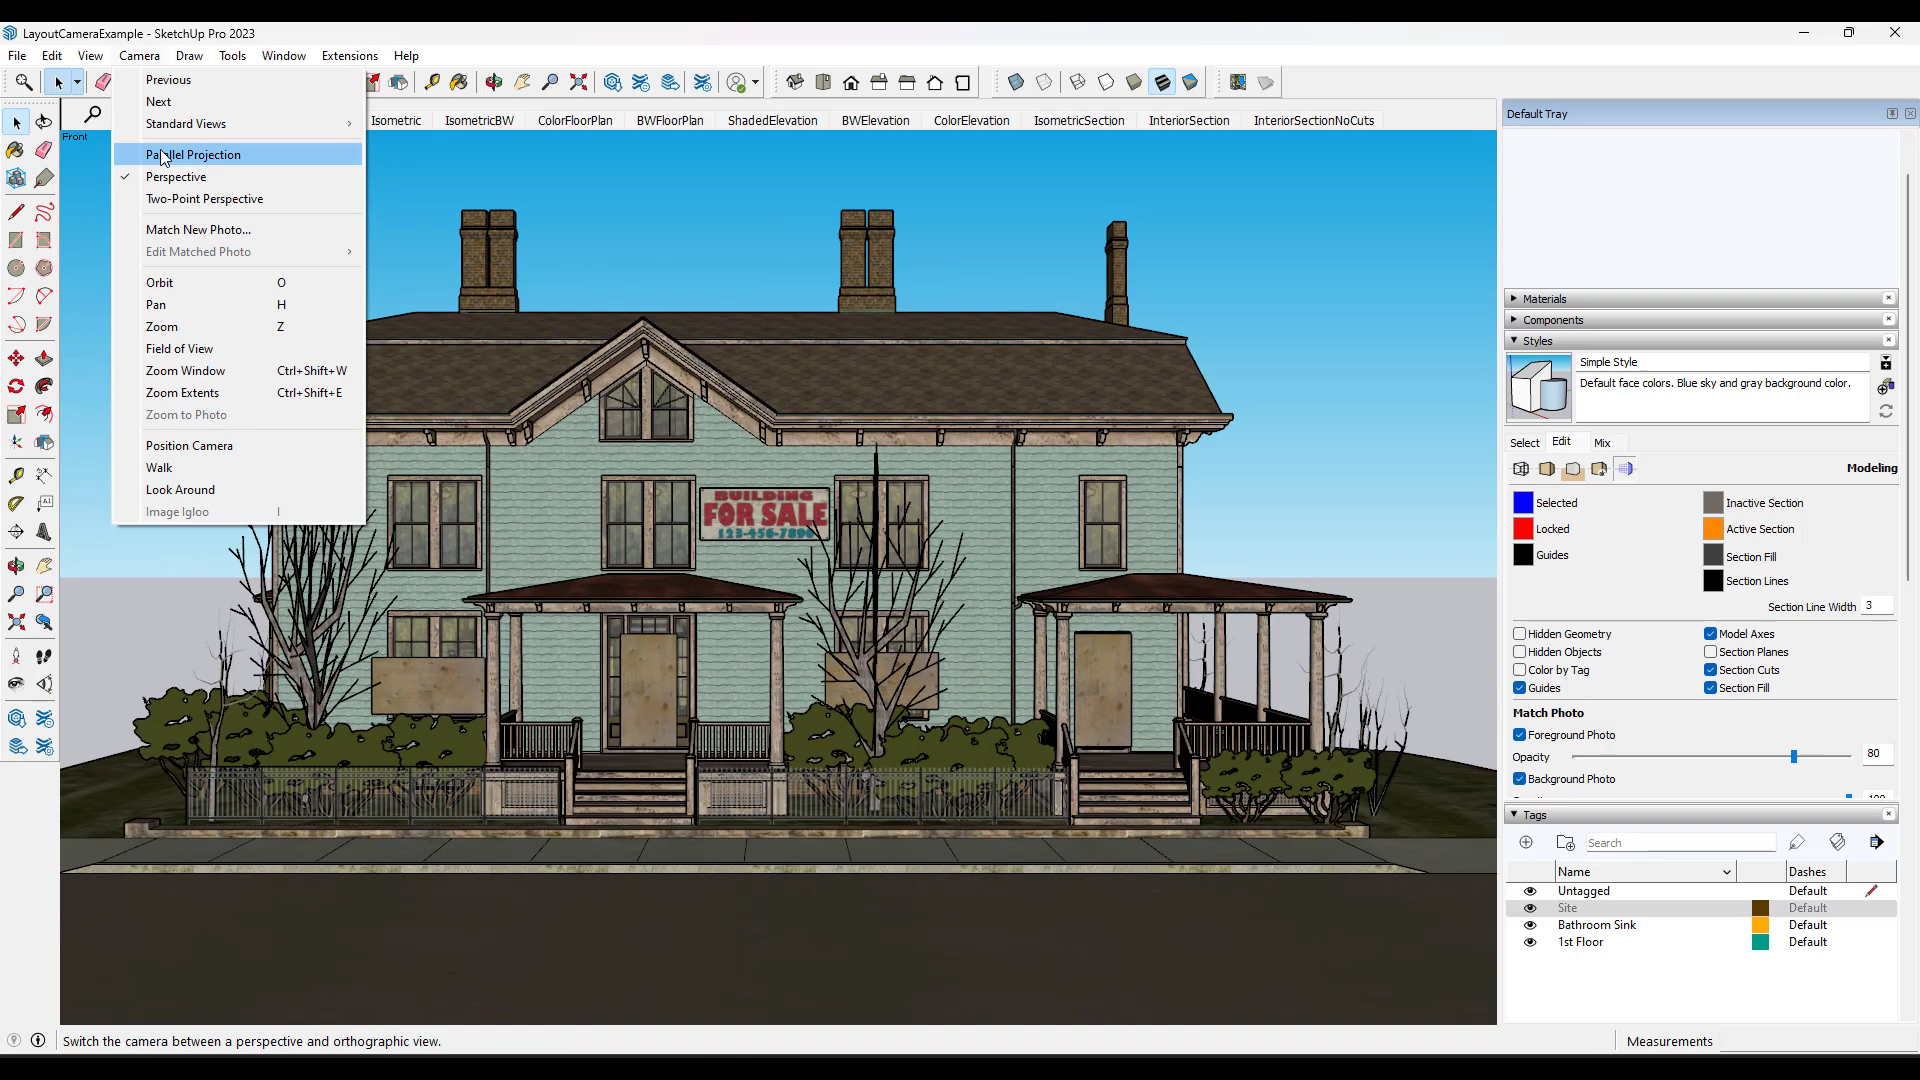 LayoutCameraExample - SketchUp Pro 2023
File Edit View Camera Draw Tools Window Extensions Help
Previous
Next
Standard Views
Parallel Projection
Perspective
Two-Point Perspective
Match New Photo...
Edit Matched Photo
Orbit O
Pan H
Zoom Z
Field of View
Zoom Window Ctrl+Shift+W
Zoom Extents Ctrl+Shift+E
Zoom to Photo
Position Camera
Walk
Look Around
Image Igloo I
Isometric IsometricBW ColorFloorPlan BWFloorPlan ShadedElevation BWElevation ColorElevation IsometricSection InteriorSection InteriorSectionNoCuts
Front
BUILDING
FOR SALE
123-456-7890
Default Tray
Materials
Components
Styles
Simple Style
Default face colors. Blue sky and gray background color.
Select Edit Mix
Modeling
Selected Inactive Section
Locked Active Section
Guides Section Fill
Section Lines
Section Line Width 3
Hidden Geometry Model Axes
Hidden Objects Section Planes
Color by Tag Section Cuts
Guides Section Fill
Match Photo
Foreground Photo
Opacity 80
Background Photo
Tags
Search
Name Dashes
Untagged Default
Site Default
Bathroom Sink Default
1st Floor Default
Switch the camera between a perspective and orthographic view.
Measurements